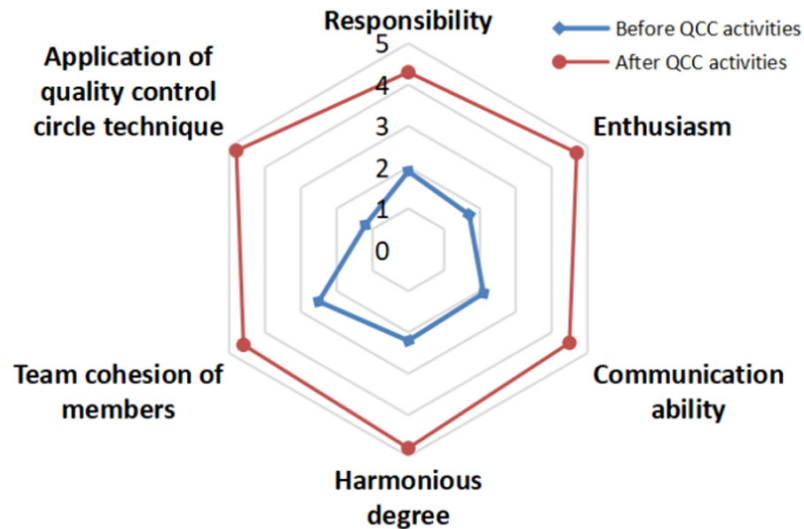 Responsibility
Before QCC activities
After QCC activities
Application of
quality control
circle technique
Enthusiasm
5
4
3
2
1
0
Team cohesion of
members
Communication
ability
Harmonious
degree